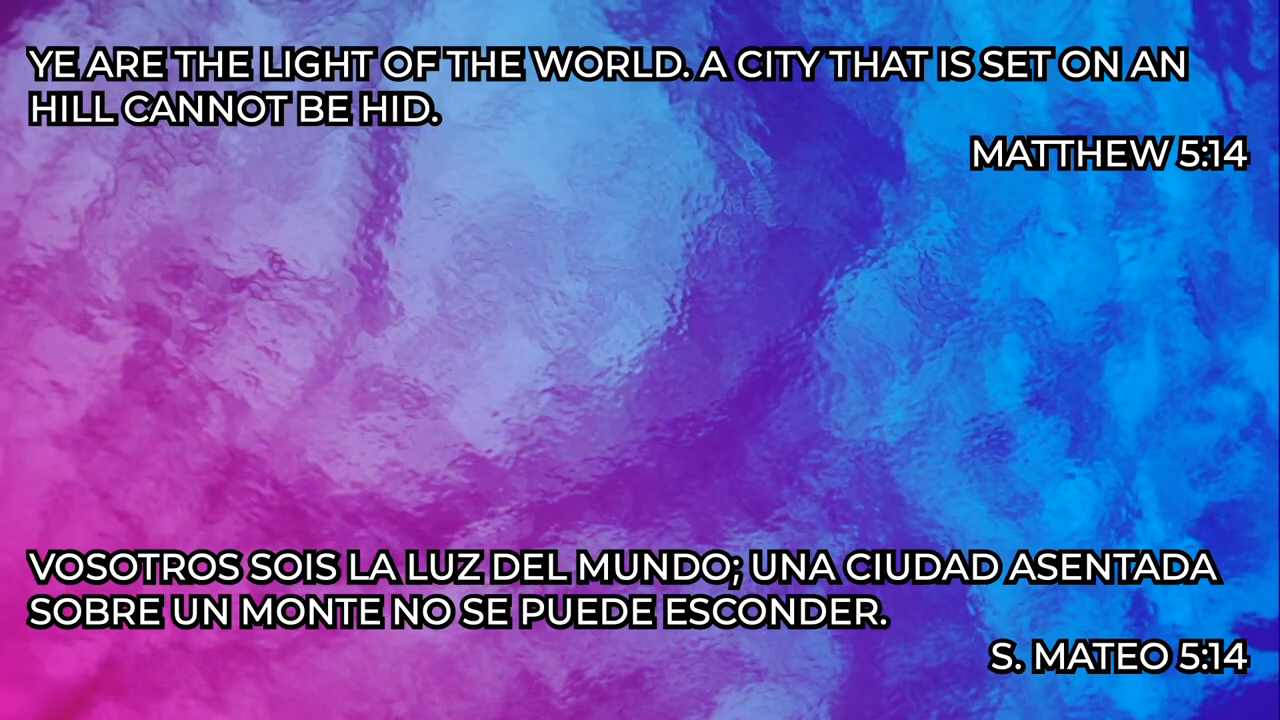 YE ARE THE LIGHT OF THE WORLD. A CITY THAT IS SET ON AN
HILL CANNOT BE HID.
MATTHEW 5:14
VOSOTROS SOIS LA LUZ DEL MUNDO; UNA CIUDAD ASENTADA
SOBRE UN MONTE NO SE PUEDE ESCONDER.
S. MATEO 5:14